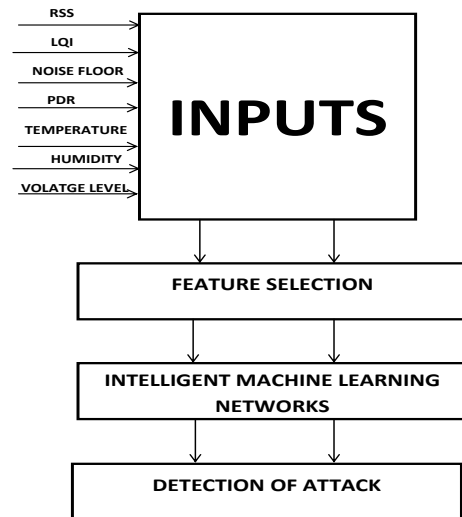 RSS
LQI
NOISE FLOOR
PDR
TEMPERATURE
HUMIDITY
VOLATGE LEVEL
INPUTS
FEATURE SELECTION
INTELLIGENT MACHINE LEARNING
NETWORKS
DETECTION OF ATTACK